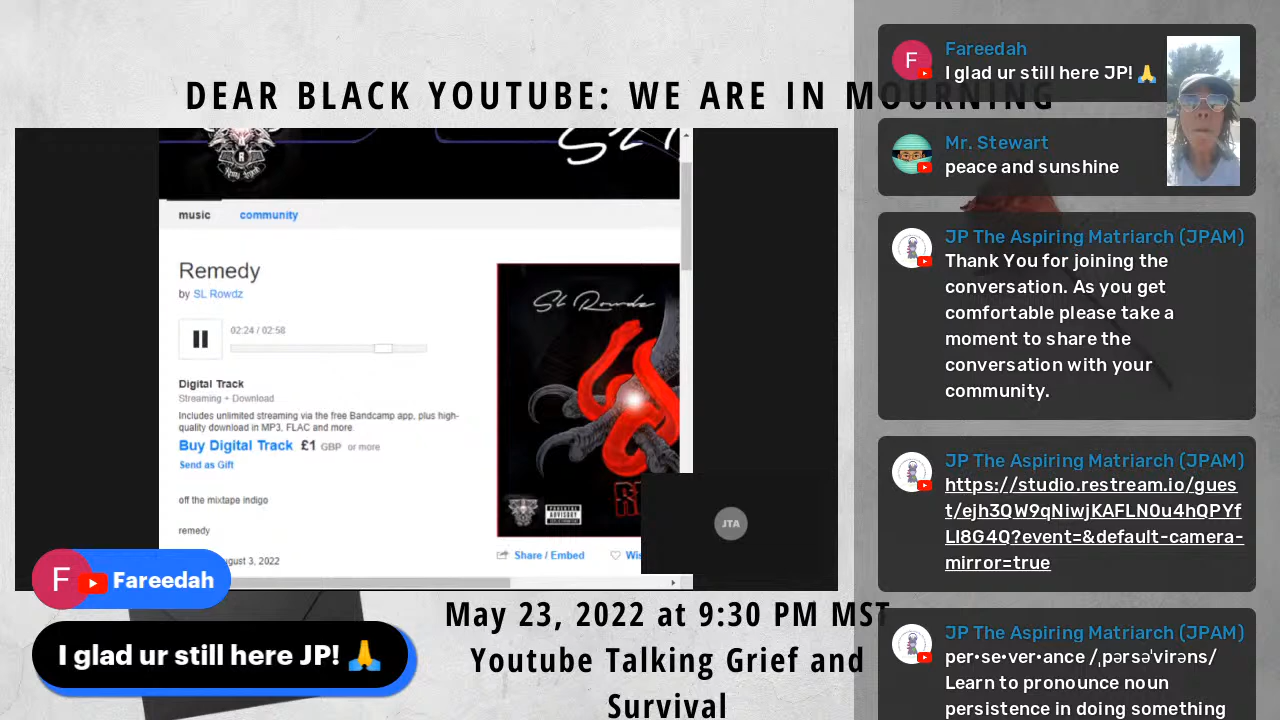 DEAR BLACK YOUTUBE: WE ARE IN MOURNING
music community
Remedy
by SL Rowdz
02:24 / 02:58
Digital Track
Streaming + Download
Includes unlimited streaming via the free Bandcamp app, plus high-
quality download in MP3, FLAC and more.
Buy Digital Track £1 GBP or more
Send as Gift
off the mixtape indigo
remedy
ugust 3, 2022
SL Rowdz
PARENTAL
ADVISORY
Share / Embed
Wis
JTA
F Fareedah
I glad ur still here JP! 🙏
May 23, 2022 at 9:30 PM MST
Youtube Talking Grief and
Survival
F
Fareedah
I glad ur still here JP! 🙏
Mr. Stewart
peace and sunshine
JP The Aspiring Matriarch (JPAM)
Thank You for joining the
conversation. As you get
comfortable please take a
moment to share the
conversation with your
community.
JP The Aspiring Matriarch (JPAM)
https://studio.restream.io/gues
t/ejh3QW9qNiwjKAFLN0u4hQPYf
LI8G4Q?event=&default-camera-
mirror=true
JP The Aspiring Matriarch (JPAM)
per•se•ver•ance /ˌpərsəˈvirəns/
Learn to pronounce noun
persistence in doing something